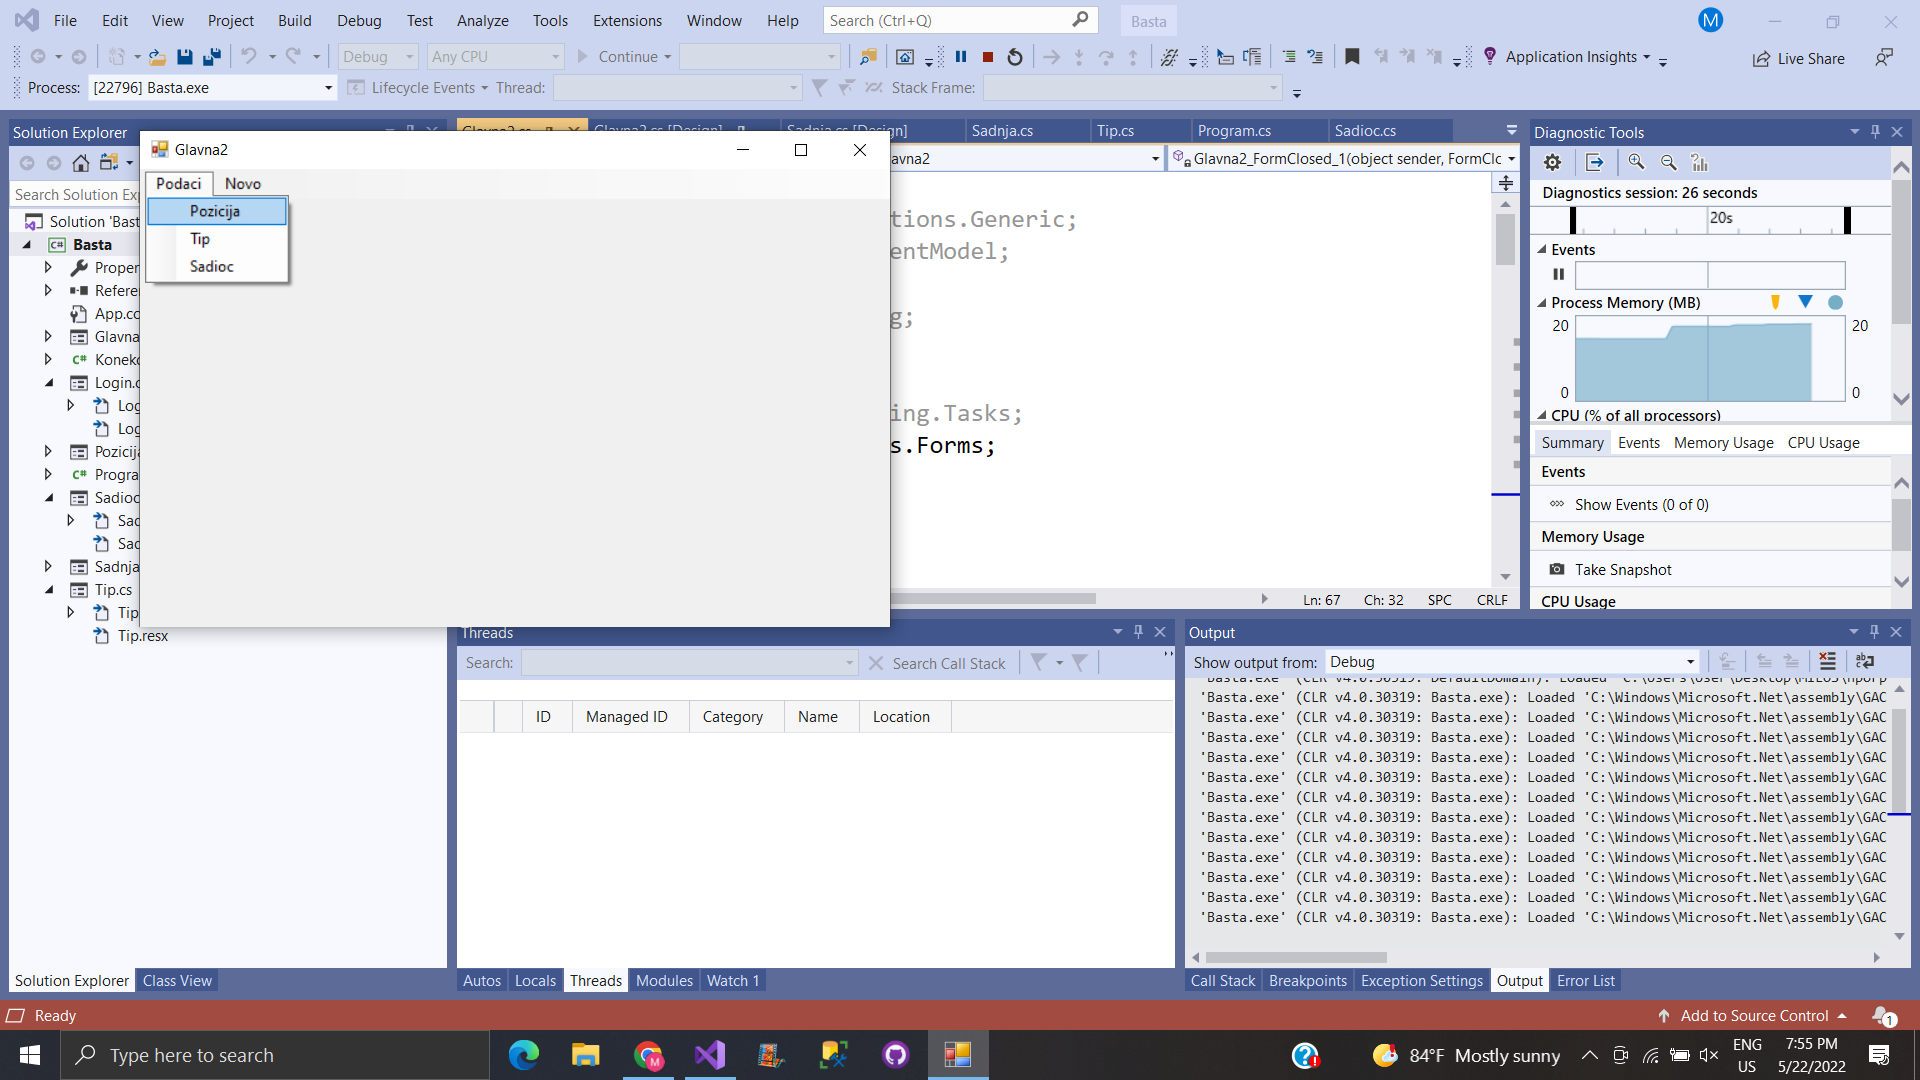 File Edit View Project Build Debug Test Analyze Tools Extensions Window Help Search (Ctrl+Q) Basta M
Debug Any CPU Continue Application Insights Live Share
Process: [22796] Basta.exe Lifecycle Events Thread: Stack Frame:
Solution Explorer
Search Solution Ex
Solution 'Bast
Basta
Proper
Refere
App.co
Glavna
Konekc
Login.c
Log
Log
Pozicija
Progra
Sadioc
Sad
Sad
Sadnja
Tip.cs
Tip
Tip.resx
Solution Explorer Class View
Glavna2
Podaci Novo
Pozicija
Tip
Sadioc
Glavna2.cs Glavna2.cs [Design] Sadnja.cs [Design] Sadnja.cs Tip.cs Program.cs Sadioc.cs
avna2 Glavna2_FormClosed_1(object sender, FormClc
tions.Generic;
entModel;
g;
ing.Tasks;
s.Forms;
Ln: 67 Ch: 32 SPC CRLF
Diagnostic Tools
Diagnostics session: 26 seconds
20s
Events
Process Memory (MB)
20 20
0 0
CPU (% of all processors)
Summary Events Memory Usage CPU Usage
Events
Show Events (0 of 0)
Memory Usage
Take Snapshot
CPU Usage
Threads
Search: Search Call Stack
ID Managed ID Category Name Location
Autos Locals Threads Modules Watch 1
Output
Show output from: Debug
'Basta.exe' (CLR v4.0.30319: DefaultDomain): Loaded 'C:\Users\User\Desktop\MILOS\
'Basta.exe' (CLR v4.0.30319: Basta.exe): Loaded 'C:\Windows\Microsoft.Net\assembly\GAC
'Basta.exe' (CLR v4.0.30319: Basta.exe): Loaded 'C:\Windows\Microsoft.Net\assembly\GAC
'Basta.exe' (CLR v4.0.30319: Basta.exe): Loaded 'C:\Windows\Microsoft.Net\assembly\GAC
'Basta.exe' (CLR v4.0.30319: Basta.exe): Loaded 'C:\Windows\Microsoft.Net\assembly\GAC
'Basta.exe' (CLR v4.0.30319: Basta.exe): Loaded 'C:\Windows\Microsoft.Net\assembly\GAC
'Basta.exe' (CLR v4.0.30319: Basta.exe): Loaded 'C:\Windows\Microsoft.Net\assembly\GAC
'Basta.exe' (CLR v4.0.30319: Basta.exe): Loaded 'C:\Windows\Microsoft.Net\assembly\GAC
'Basta.exe' (CLR v4.0.30319: Basta.exe): Loaded 'C:\Windows\Microsoft.Net\assembly\GAC
'Basta.exe' (CLR v4.0.30319: Basta.exe): Loaded 'C:\Windows\Microsoft.Net\assembly\GAC
'Basta.exe' (CLR v4.0.30319: Basta.exe): Loaded 'C:\Windows\Microsoft.Net\assembly\GAC
'Basta.exe' (CLR v4.0.30319: Basta.exe): Loaded 'C:\Windows\Microsoft.Net\assembly\GAC
'Basta.exe' (CLR v4.0.30319: Basta.exe): Loaded 'C:\Windows\Microsoft.Net\assembly\GAC
Call Stack Breakpoints Exception Settings Output Error List
Ready Add to Source Control 1
Type here to search 84°F Mostly sunny ENG US 7:55 PM 5/22/2022